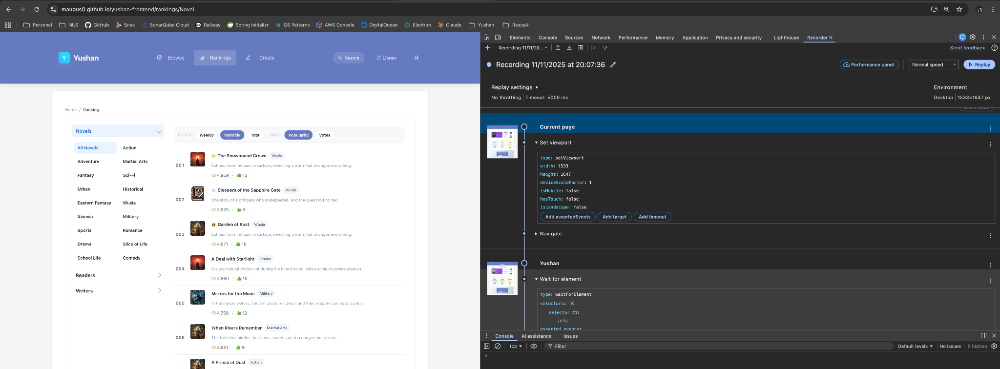 maugus0.github.io/yushan-frontend/rankings/Novel
Personal NUS GitHub Snyk SonarQube Cloud Railway Spring Initializr GS Patterns AWS Console DigitalOcean Electron Claude Yushan RessyAI
Y Yushan Browse Rankings Create Search Library
Home / Ranking
Novels
All Novels Action
Adventure Martial Arts
Fantasy Sci-Fi
Urban Historical
Eastern Fantasy Wuxia
Xianxia Military
Sports Romance
Drama Slice of Life
School Life Comedy
Readers
Writers
FILTER: Weekly Monthly Total SORT: Popularity Votes
001
The Snowbound Crown Wuxia
Echoes from the past resurface, revealing a truth that changes everything.
4,959 · 12
002
Sleepers of the Sapphire Gate Wuxia
The story of a princess who disappeared, and the quest to find her.
4,925 · 9
003
Garden of Rust Wuxia
Echoes from the past resurface, revealing a truth that changes everything.
4,871 · 10
004
A Deal with Starlight Drama
A supernatural thriller set during the blood moon, when ancient powers awaken.
4,860 · 10
005
Mirrors for the Moon Military
In the mystic waters, ancient creatures dwell, and their wisdom comes at a price.
4,759 · 12
006
When Rivers Remember Martial Arts
The truth lies hidden, but some secrets are too dangerous to keep.
4,651 · 9
A Prince of Dust Action
Elements Console Sources Network Performance Memory Application Privacy and security Lighthouse Recorder
Recording 11/11/20... Send feedback
Recording 11/11/2025 at 20:07:36 Performance panel Normal speed Replay
Replay settings Environment
No throttling Timeout: 5000 ms Desktop 1533×1647 px
Current page
Set viewport
type: setViewport
width: 1533
height: 1647
deviceScaleFactor: 1
isMobile: false
hasTouch: false
isLandscape: false
Add assertedEvents Add target Add timeout
Navigate
Yushan
Wait for element
type: waitForElement
selectors:
selector #1:
.cls
asserted events:
Console AI assistance Issues
top Filter Default levels No Issues 5 hidden